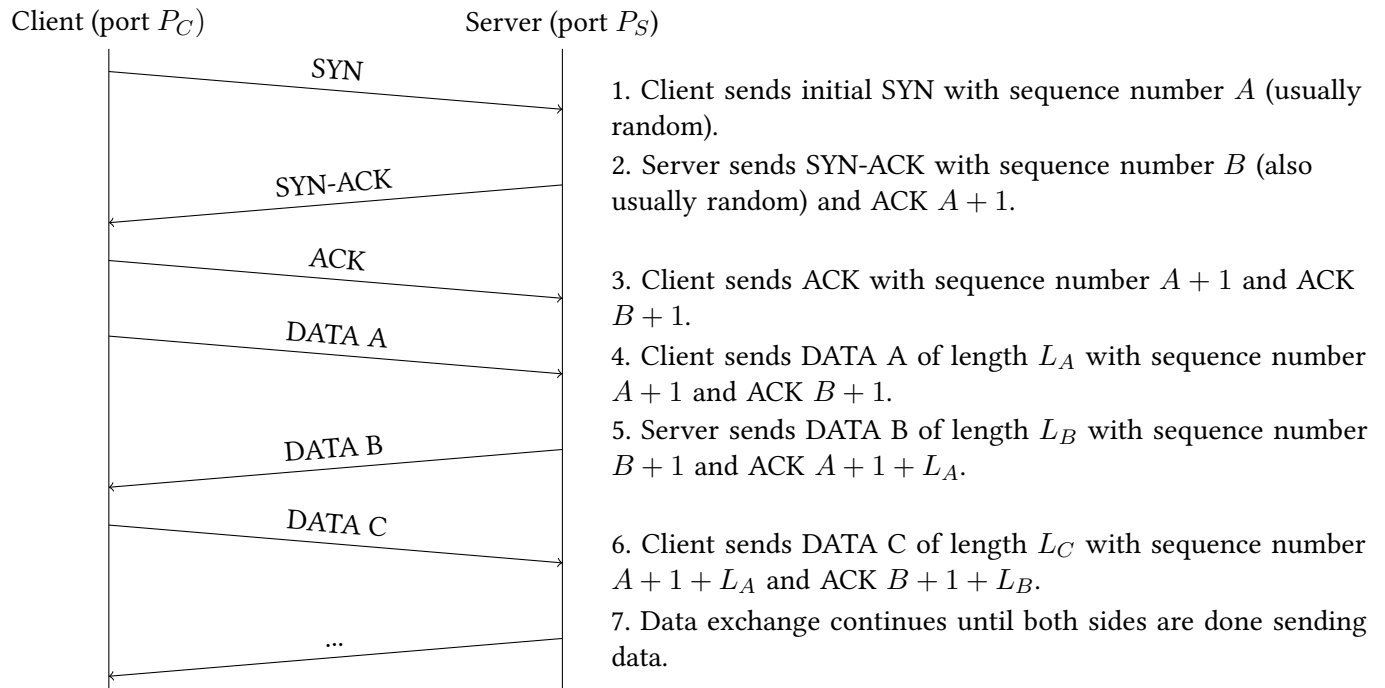 Client (port P_C) Server (port P_S)
SYN
1. Client sends initial SYN with sequence number A (usually
random).
2. Server sends SYN-ACK with sequence number B (also
usually random) and ACK A + 1.
SYN-ACK
ACK
3. Client sends ACK with sequence number A + 1 and ACK
B + 1.
DATA A
4. Client sends DATA A of length L_A with sequence number
A + 1 and ACK B + 1.
5. Server sends DATA B of length L_B with sequence number
B + 1 and ACK A + 1 + L_A.
DATA B
DATA C
6. Client sends DATA C of length L_C with sequence number
A + 1 + L_A and ACK B + 1 + L_B.
7. Data exchange continues until both sides are done sending
data.
...